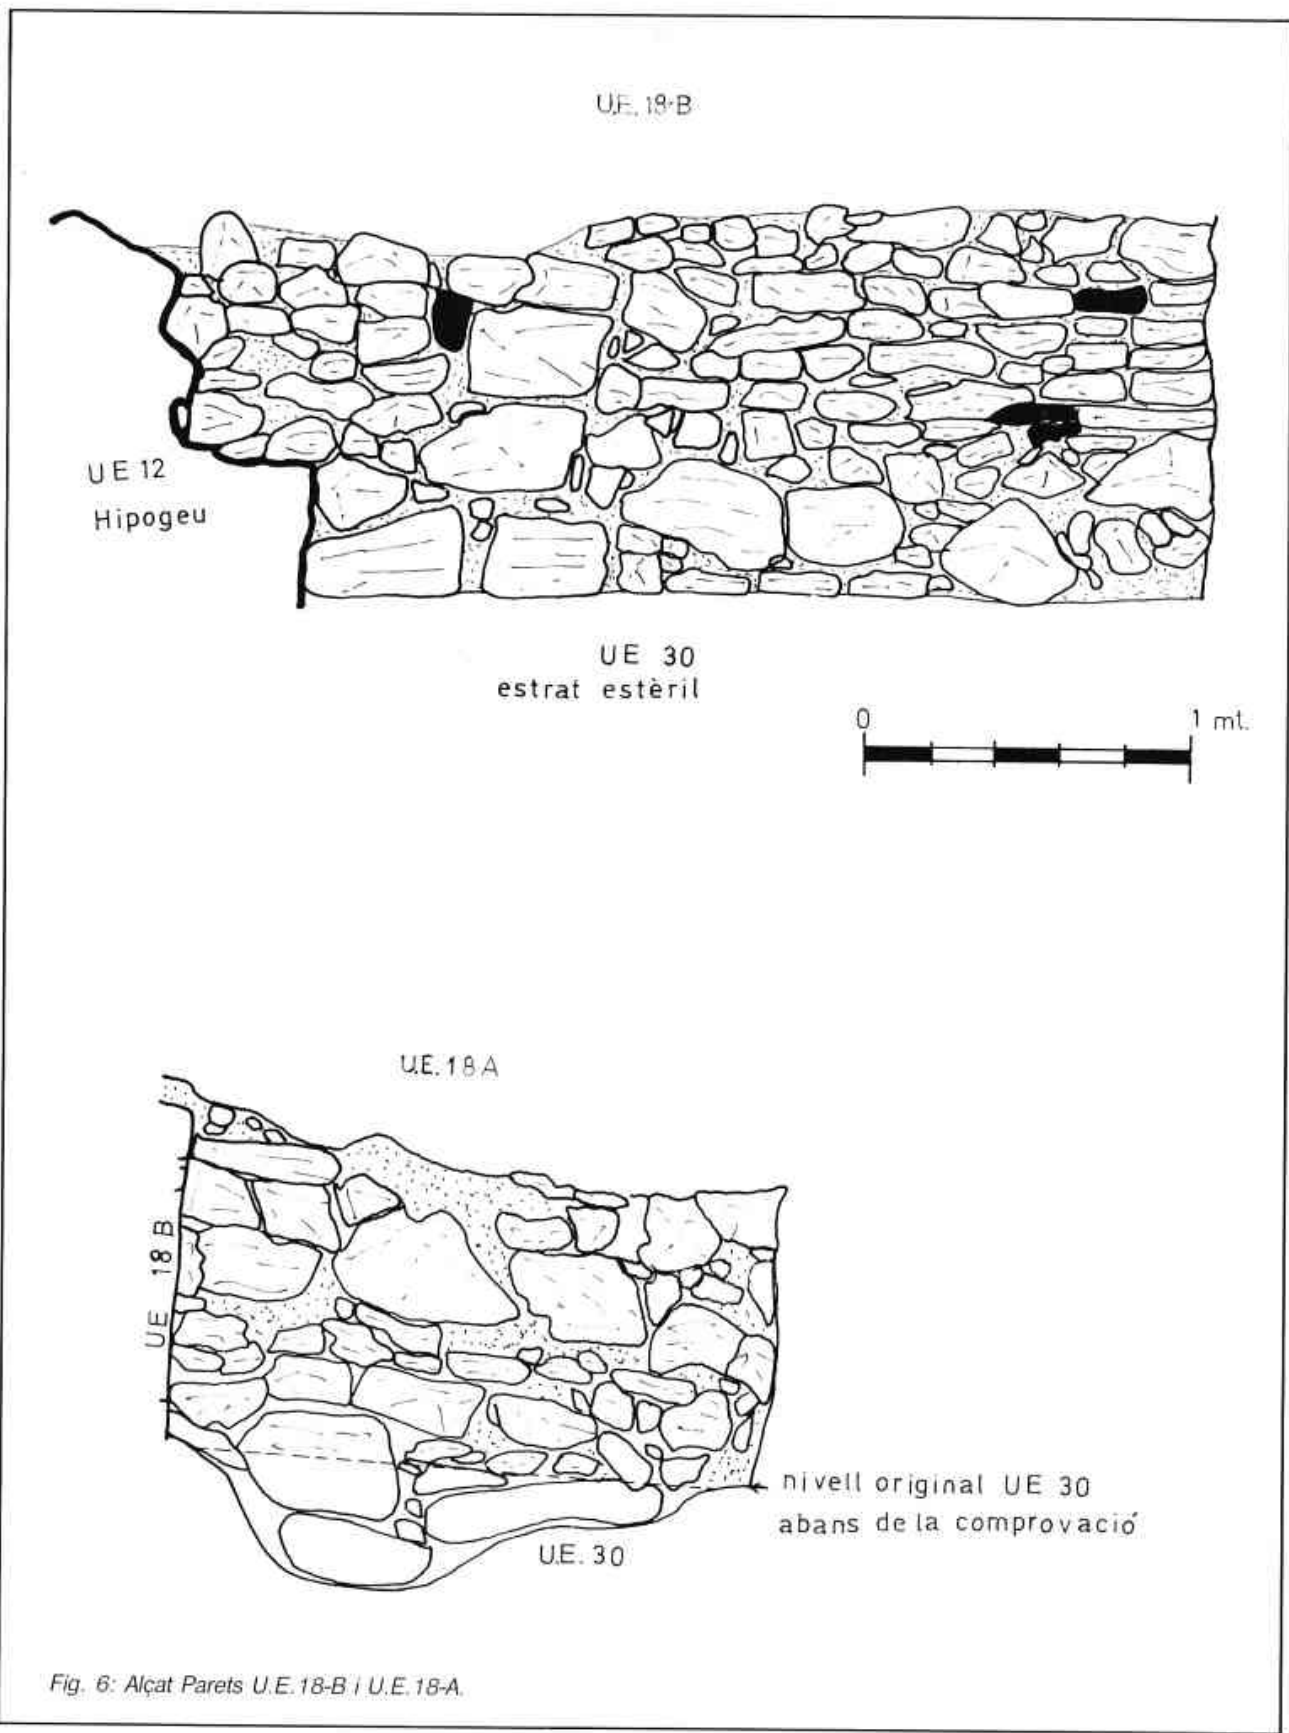 U.E. 18-B
UE 12
Hipogeu
UE 30
estrat estèril
0 1 mt.
U.E. 18 A
UE 18 B
nivell original UE 30
abans de la comprovació
U.E. 30
Fig. 6: Alçat Parets U.E. 18-B i U.E. 18-A.